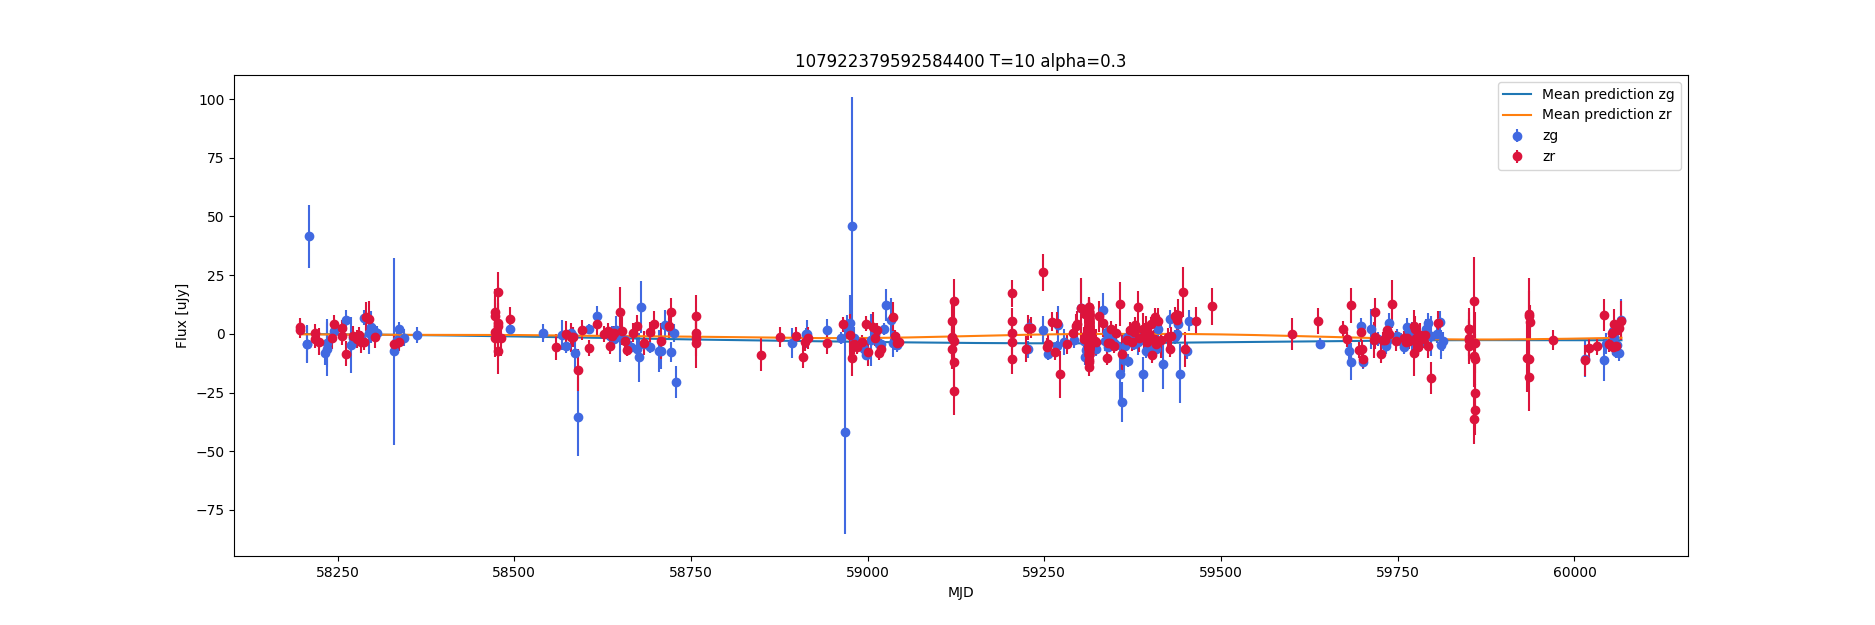 107922379592584400 T=10 alpha=0.3
Mean prediction zg
Mean prediction zr
zg
zr
Flux [uJy]
100
75
50
25
0
−25
−50
−75
58250 58500 58750 59000 59250 59500 59750 60000
MJD